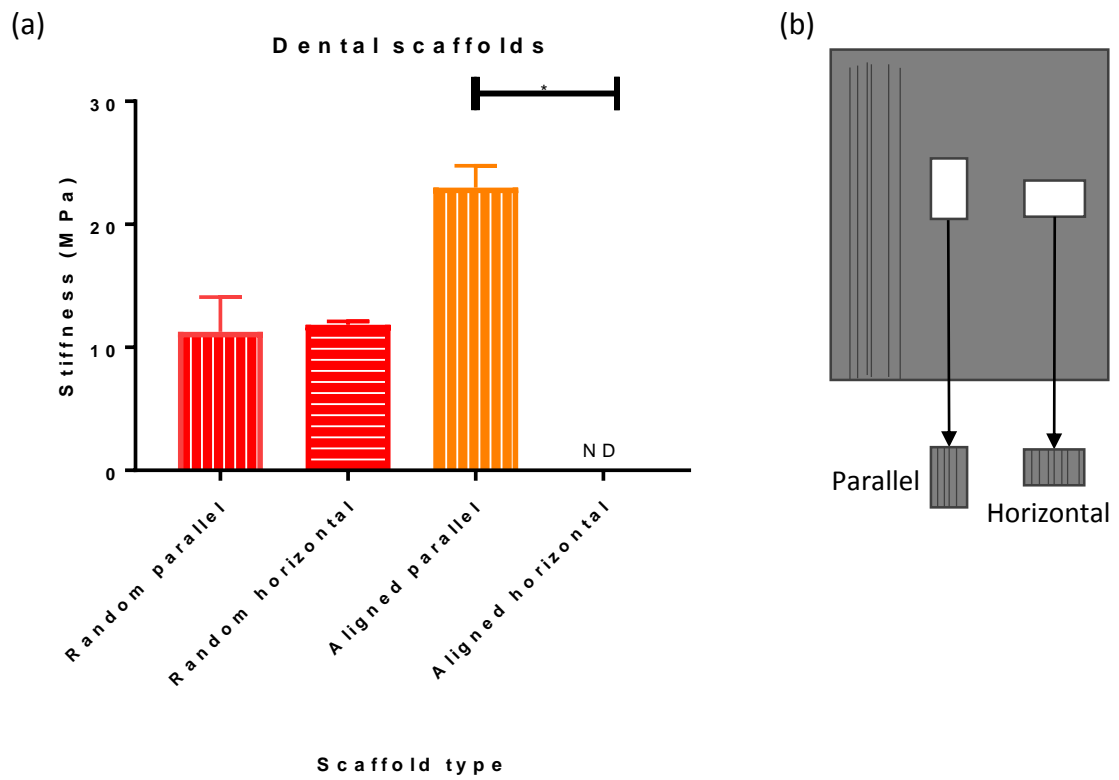 (a)
Dental scaffolds
*
30
20
10
0
Stiffness (MPa)
ND
Random parallel
Random horizontal
Aligned parallel
Aligned horizontal
Scaffold type
(b)
Parallel
Horizontal